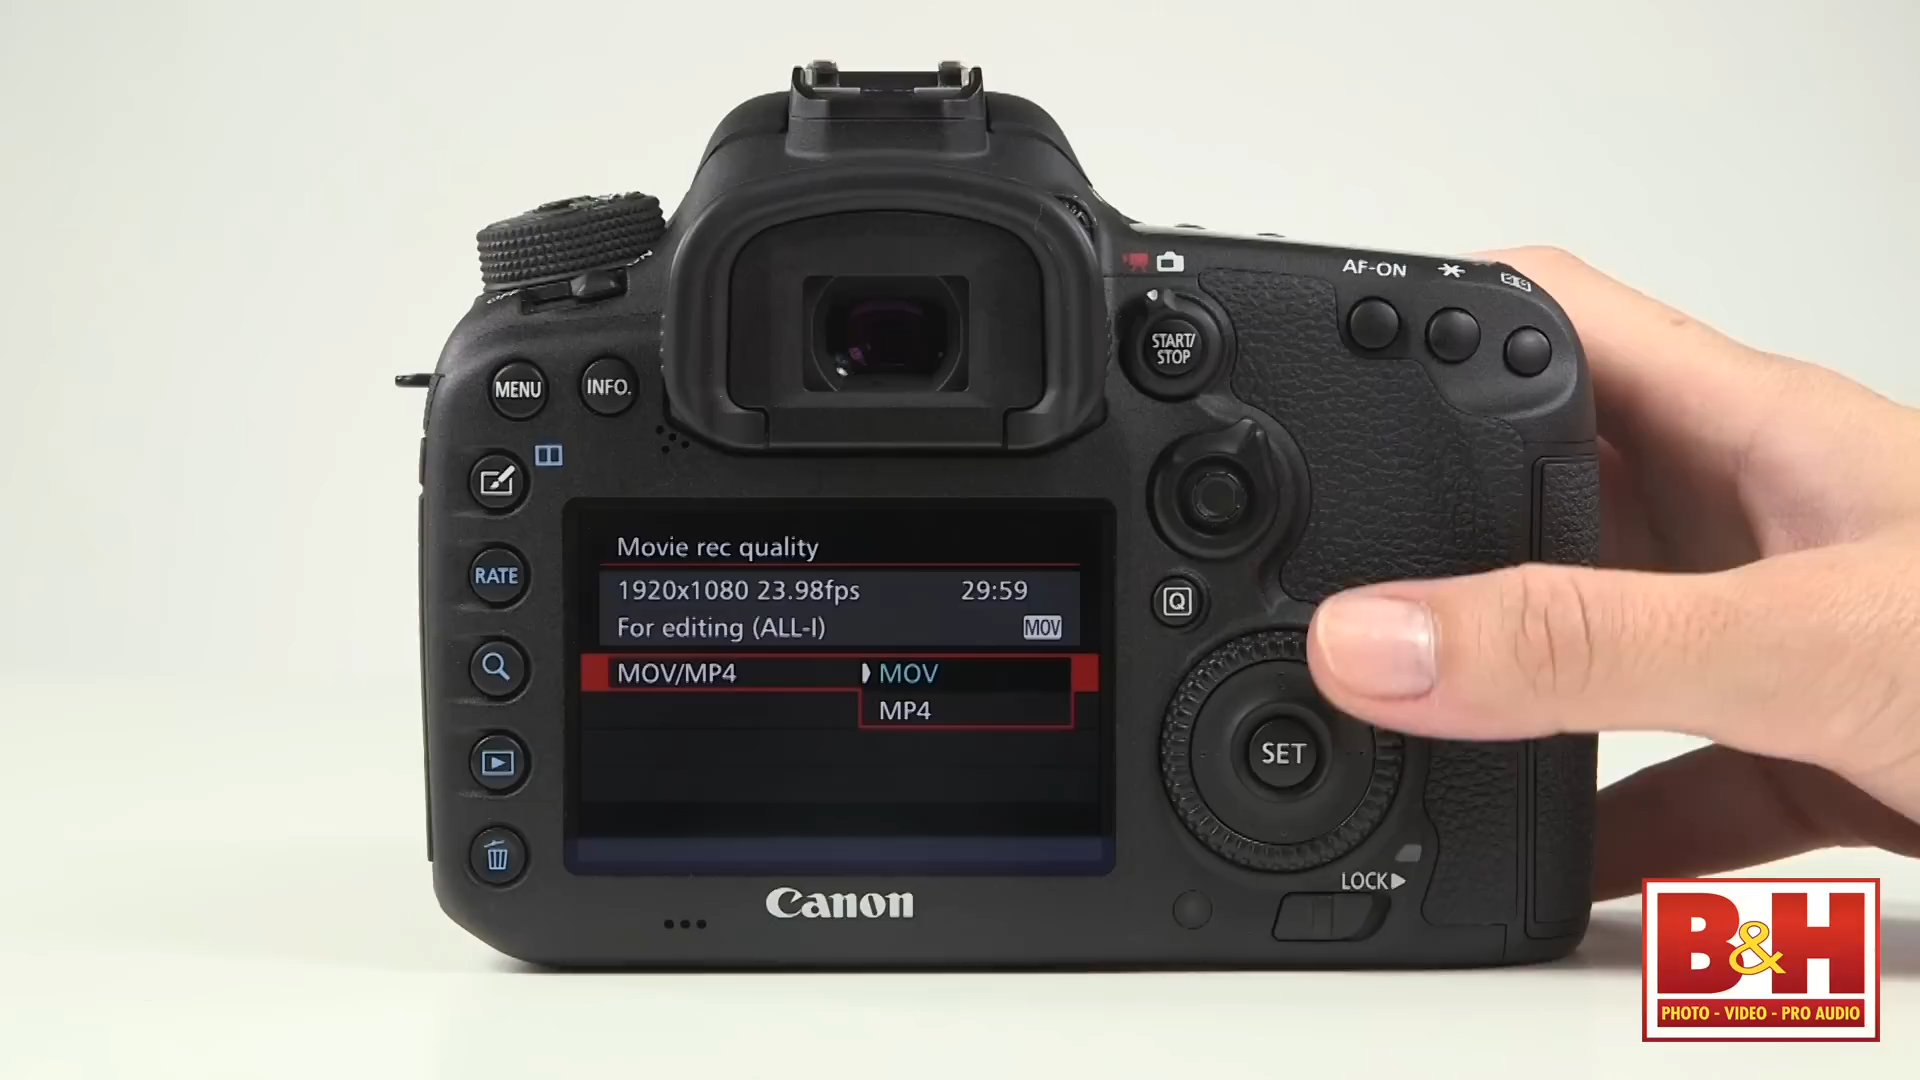 AF-ON
START/
STOP
MENU
INFO.
RATE
Movie rec quality
1920x1080 23.98fps 29:59
For editing (ALL-I) MOV
MOV/MP4 MOV
MP4
Q
SET
LOCK
Canon
B&H
PHOTO - VIDEO - PRO AUDIO